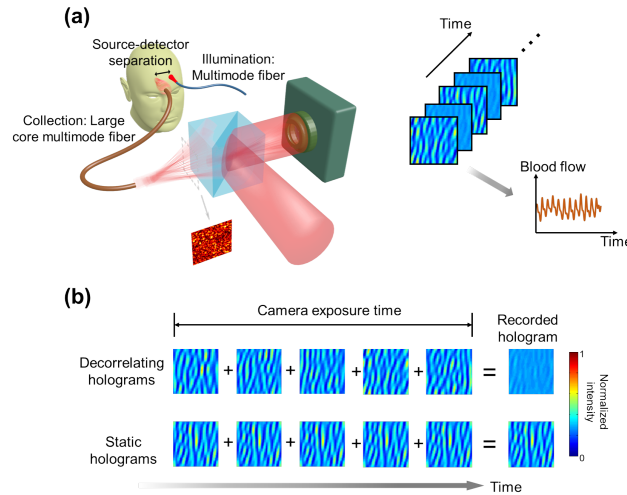 (a)
Source-detector
separation
Illumination:
Multimode fiber
Collection: Large
core multimode fiber
Time
Blood flow
Time
(b)
Camera exposure time
Recorded
hologram
Decorrelating
holograms
+ + + + =
Static
holograms
+ + + + =
1
Normalized
intensity
0
Time